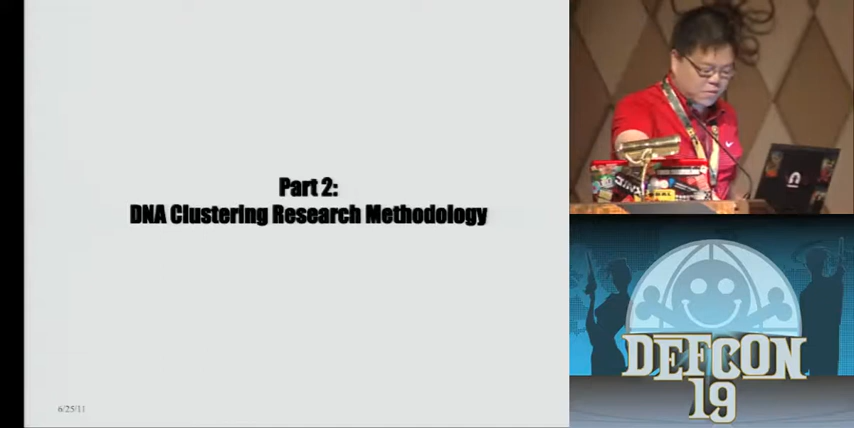 Part 2:
DNA Clustering Research Methodology
6/25/11
DEFCON
19